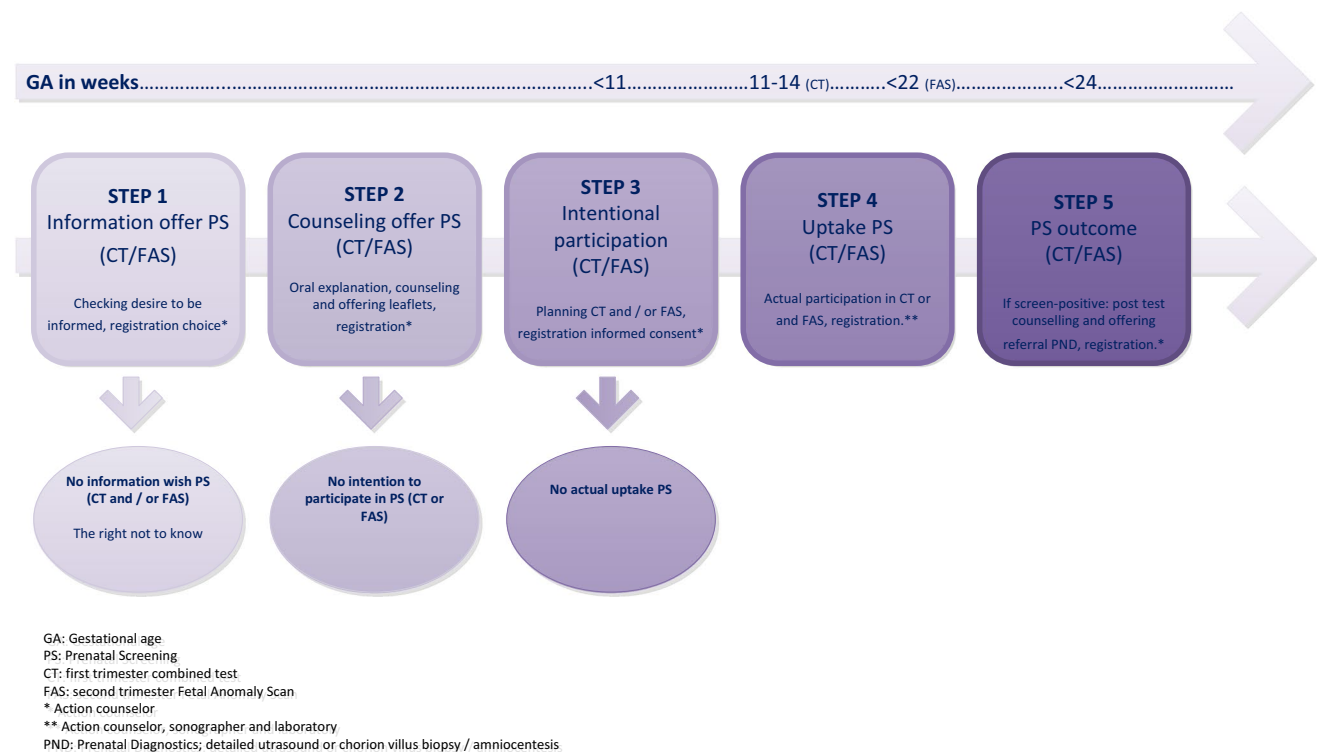 GA in weeks……………..…………………………………………………………………..<11……………………11-14 (CT)………..<22 (FAS)…………………..<24……………………………
STEP 1
Information offer PS
(CT/FAS)
Checking desire to be
informed, registration choice*
STEP 2
Counseling offer PS
(CT/FAS)
Oral explanation, counseling
and offering leaflets,
registration*
STEP 3
Intentional
participation
(CT/FAS)
Planning CT and / or FAS,
registration informed consent*
STEP 4
Uptake PS
(CT/FAS)
Actual participation in CT or
and FAS, registration.**
STEP 5
PS outcome
(CT/FAS)
If screen-positive: post test
counselling and offering
referral PND, registration.*
No information wish PS
(CT and / or FAS)
The right not to know
No intention to
participate in PS (CT or
FAS)
No actual uptake PS
GA: Gestational age
PS: Prenatal Screening
CT: first trimester combined test
FAS: second trimester Fetal Anomaly Scan
* Action counselor
** Action counselor, sonographer and laboratory
PND: Prenatal Diagnostics; detailed utrasound or chorion villus biopsy / amniocentesis